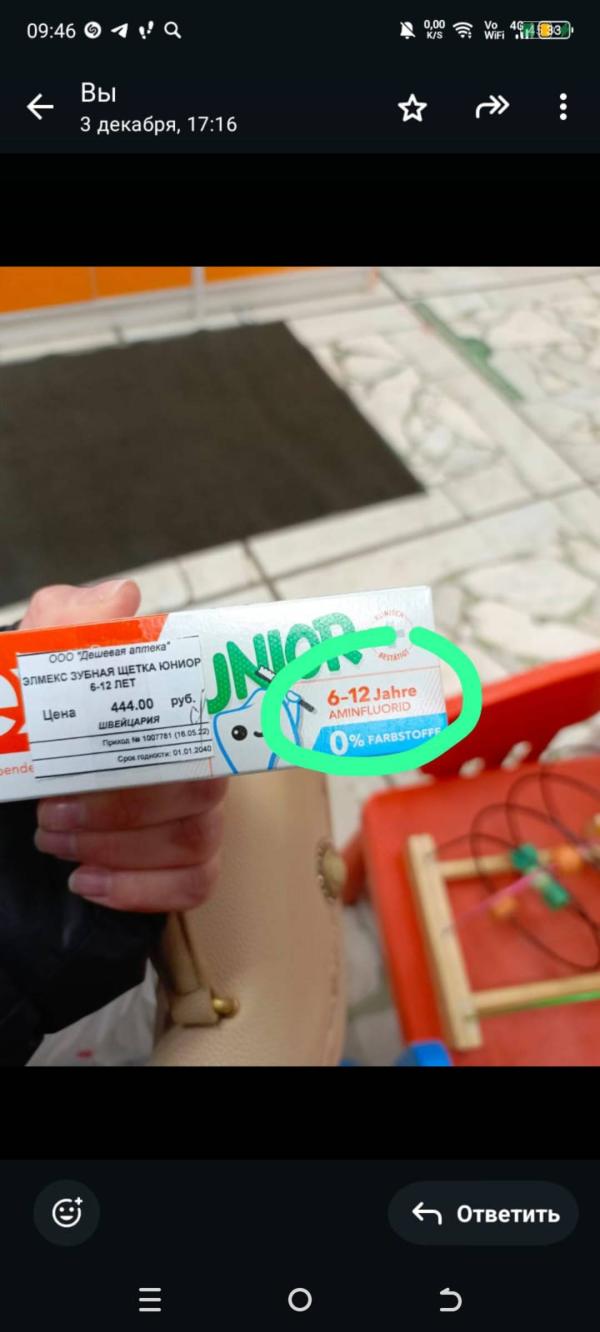 09:46
0,00
K/S
Vo
WiFi
4G
Вы
3 декабря, 17:16
ООО "Дешевая аптека"
ЭЛМЕКС ЗУБНАЯ ЩЕТКА ЮНИОР
6-12 ЛЕТ
Цена 444.00 руб.
ШВЕЙЦАРИЯ
Приход № 1007781 (16.05.22)
Срок годности: 01.01.2040
UNIOR
BESTÄTIGT
6-12 Jahre
AMINFLUORID
0% FARBSTOFFE
Ответить